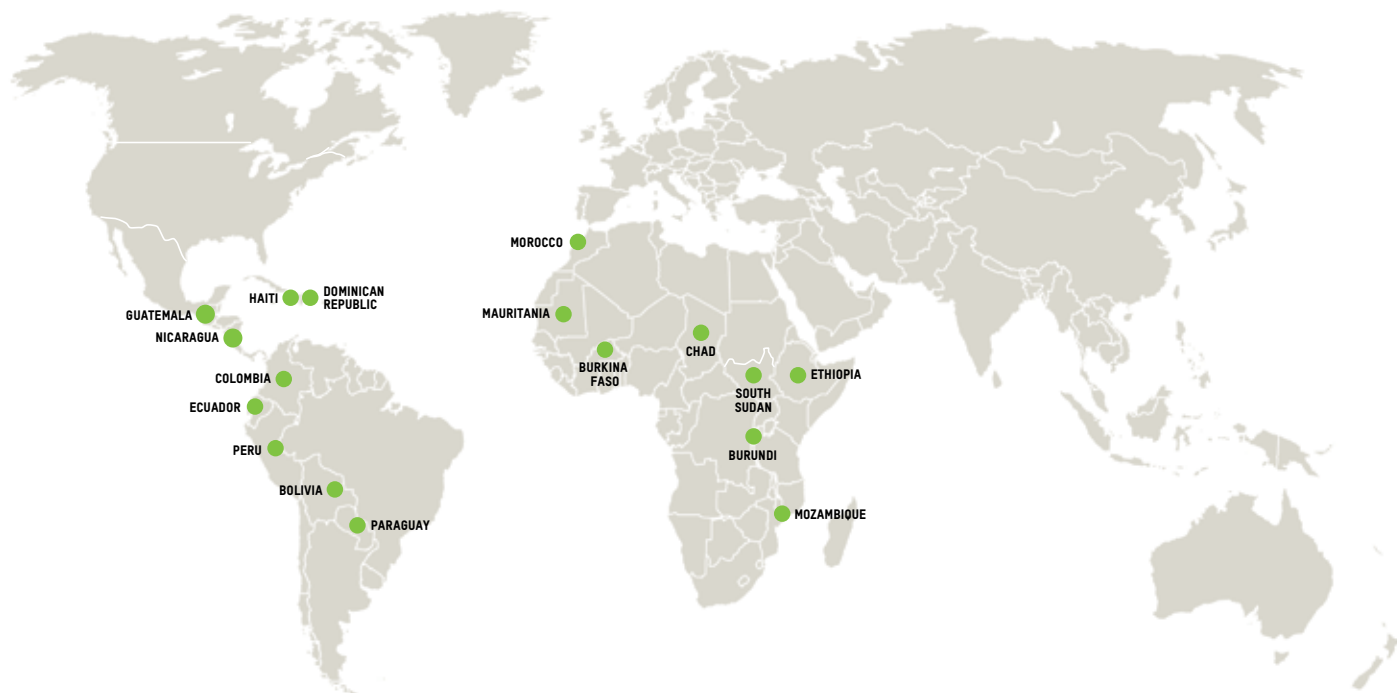 MOROCCO
HAITI
DOMINICAN
REPUBLIC
GUATEMALA
MAURITANIA
NICARAGUA
CHAD
BURKINA
FASO
COLOMBIA
ETHIOPIA
SOUTH
SUDAN
ECUADOR
PERU
BURUNDI
BOLIVIA
MOZAMBIQUE
PARAGUAY